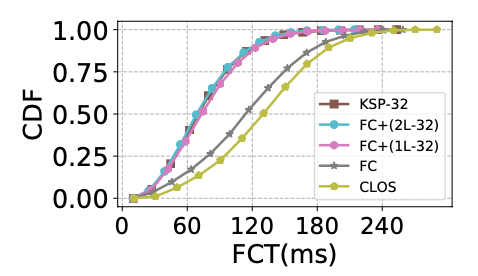 1.00
0.75
0.50
0.25
0.00
CDF
0 60 120 180 240
FCT(ms)
KSP-32
FC+(2L-32)
FC+(1L-32)
FC
CLOS